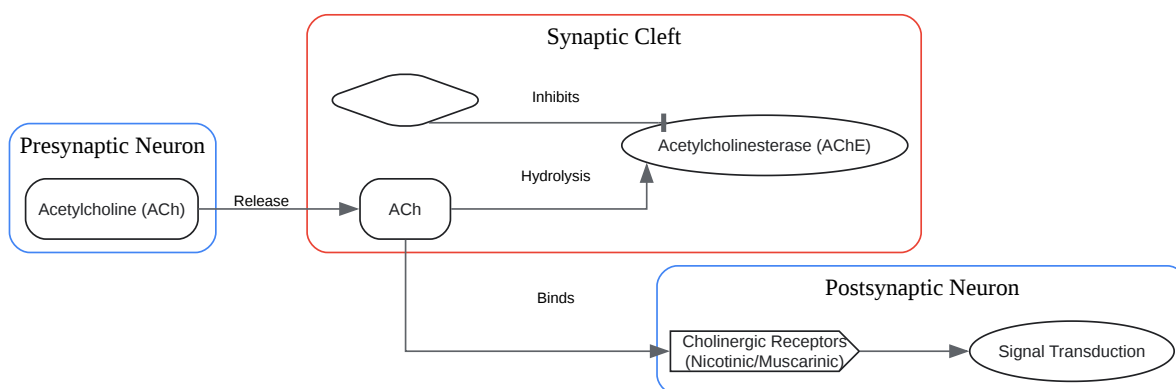 Synaptic Cleft
Inhibits
Presynaptic Neuron
Acetylcholinesterase (AChE)
Hydrolysis
Acetylcholine (ACh)
Release
ACh
Postsynaptic Neuron
Binds
Cholinergic Receptors
(Nicotinic/Muscarinic)
Signal Transduction